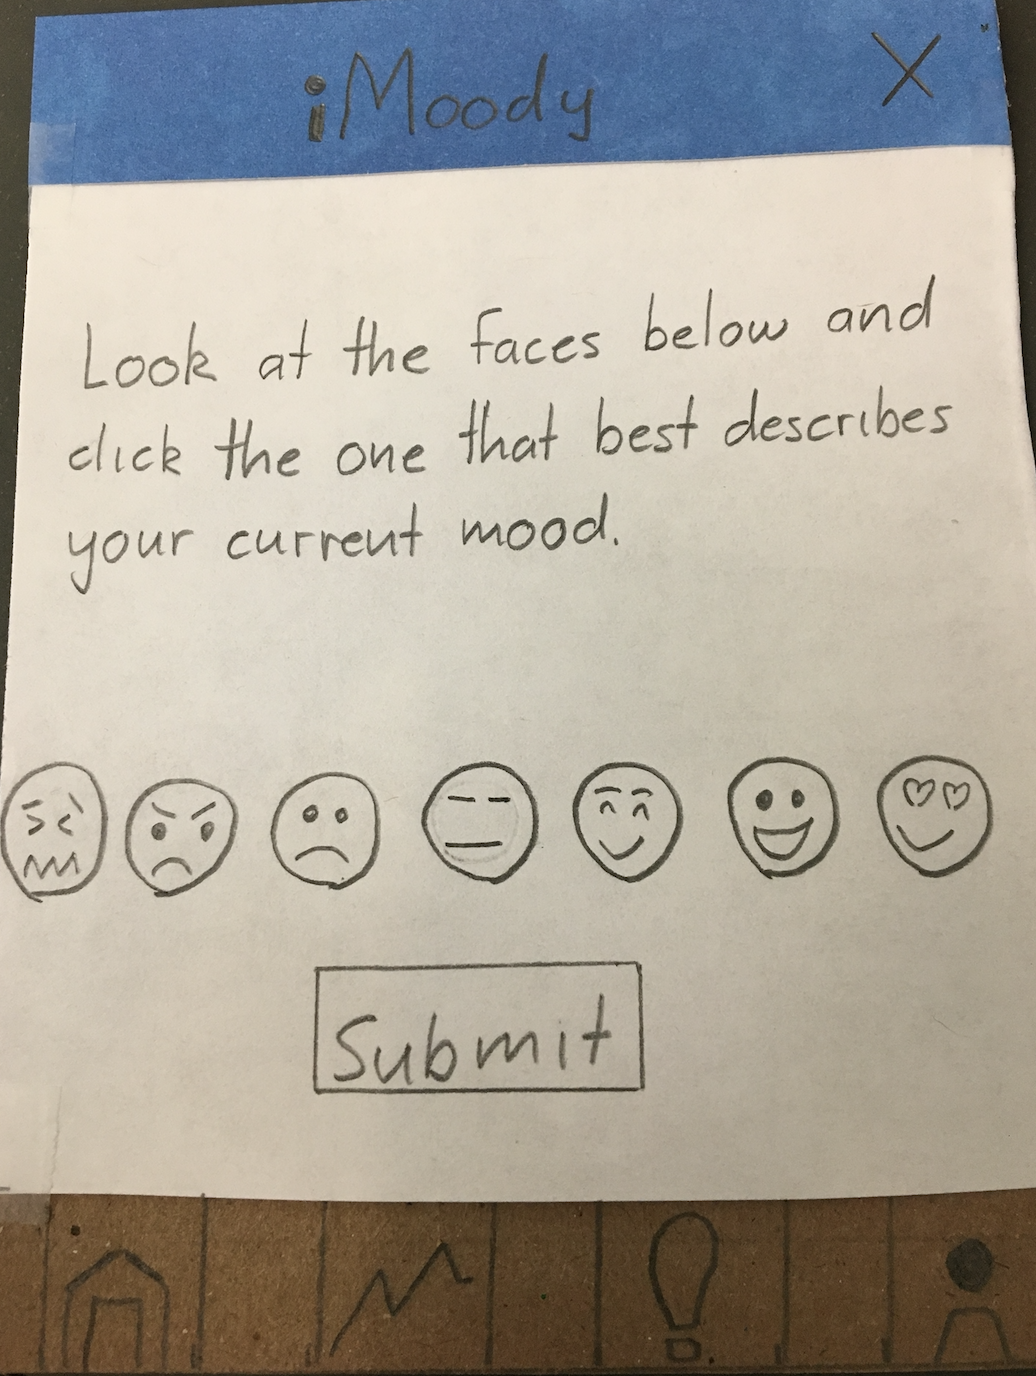 iMoody X
Look at the faces below and
click the one that best describes
your current mood.
Submit